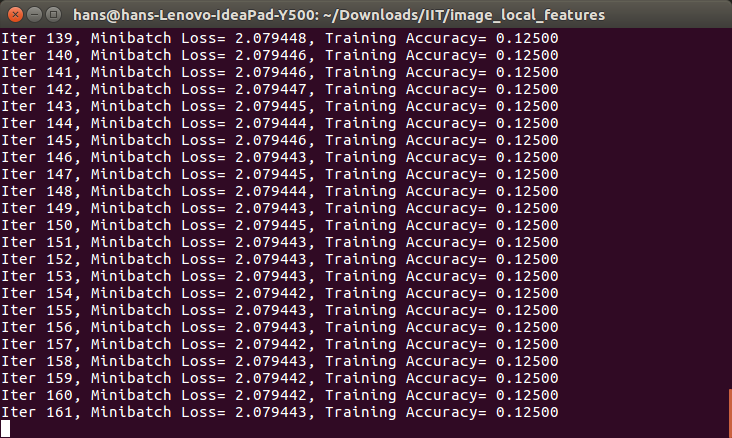 hans@hans-Lenovo-IdeaPad-Y500: ~/Downloads/IIT/image_local_features
Iter 139, Minibatch Loss= 2.079448, Training Accuracy= 0.12500
Iter 140, Minibatch Loss= 2.079446, Training Accuracy= 0.12500
Iter 141, Minibatch Loss= 2.079446, Training Accuracy= 0.12500
Iter 142, Minibatch Loss= 2.079447, Training Accuracy= 0.12500
Iter 143, Minibatch Loss= 2.079445, Training Accuracy= 0.12500
Iter 144, Minibatch Loss= 2.079444, Training Accuracy= 0.12500
Iter 145, Minibatch Loss= 2.079446, Training Accuracy= 0.12500
Iter 146, Minibatch Loss= 2.079443, Training Accuracy= 0.12500
Iter 147, Minibatch Loss= 2.079445, Training Accuracy= 0.12500
Iter 148, Minibatch Loss= 2.079444, Training Accuracy= 0.12500
Iter 149, Minibatch Loss= 2.079443, Training Accuracy= 0.12500
Iter 150, Minibatch Loss= 2.079445, Training Accuracy= 0.12500
Iter 151, Minibatch Loss= 2.079443, Training Accuracy= 0.12500
Iter 152, Minibatch Loss= 2.079443, Training Accuracy= 0.12500
Iter 153, Minibatch Loss= 2.079443, Training Accuracy= 0.12500
Iter 154, Minibatch Loss= 2.079442, Training Accuracy= 0.12500
Iter 155, Minibatch Loss= 2.079443, Training Accuracy= 0.12500
Iter 156, Minibatch Loss= 2.079443, Training Accuracy= 0.12500
Iter 157, Minibatch Loss= 2.079442, Training Accuracy= 0.12500
Iter 158, Minibatch Loss= 2.079443, Training Accuracy= 0.12500
Iter 159, Minibatch Loss= 2.079442, Training Accuracy= 0.12500
Iter 160, Minibatch Loss= 2.079442, Training Accuracy= 0.12500
Iter 161, Minibatch Loss= 2.079443, Training Accuracy= 0.12500